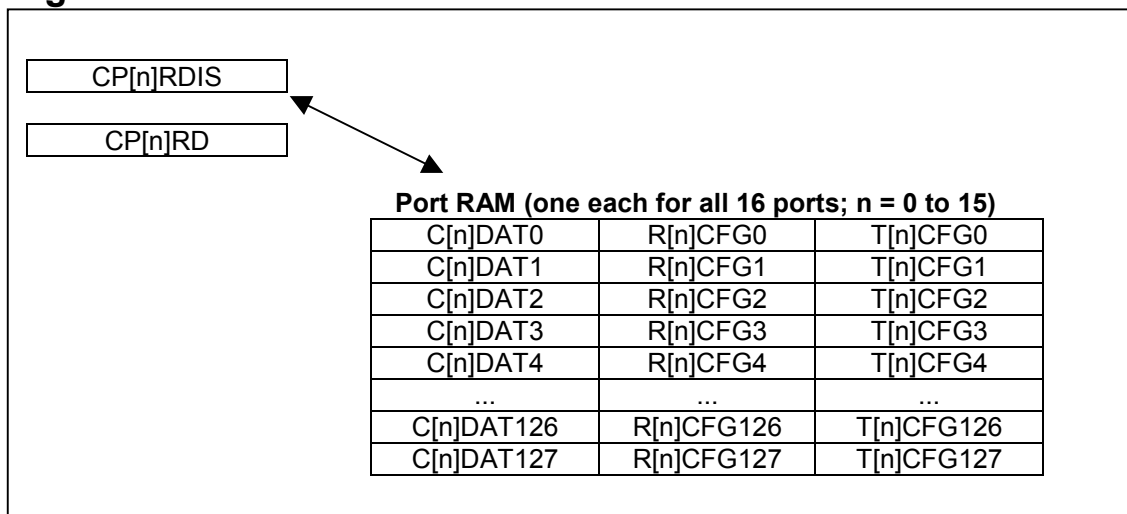 CP[n]RDIS
CP[n]RD
Port RAM (one each for all 16 ports; n = 0 to 15)
C[n]DAT0 R[n]CFG0 T[n]CFG0
C[n]DAT1 R[n]CFG1 T[n]CFG1
C[n]DAT2 R[n]CFG2 T[n]CFG2
C[n]DAT3 R[n]CFG3 T[n]CFG3
C[n]DAT4 R[n]CFG4 T[n]CFG4
... ... ...
C[n]DAT126 R[n]CFG126 T[n]CFG126
C[n]DAT127 R[n]CFG127 T[n]CFG127